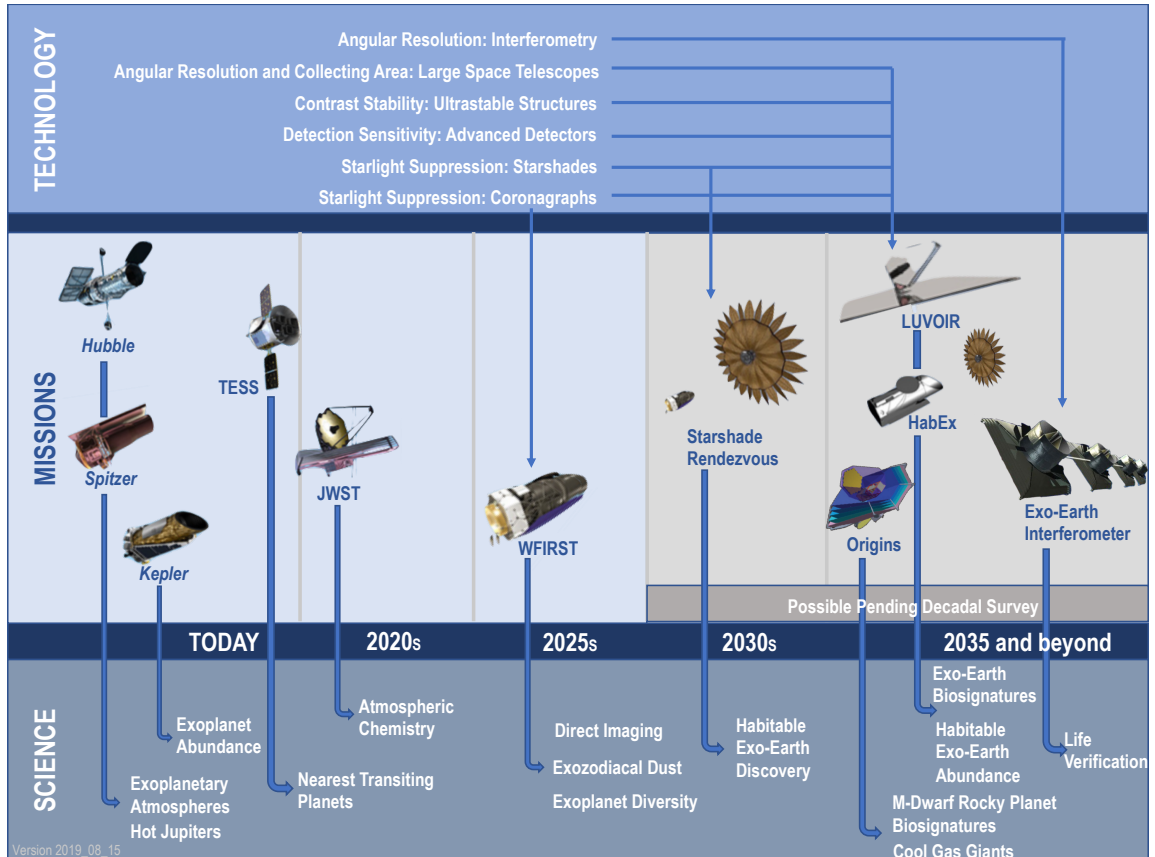 TECHNOLOGY
Angular Resolution: Interferometry
Angular Resolution and Collecting Area: Large Space Telescopes
Contrast Stability: Ultrastable Structures
Detection Sensitivity: Advanced Detectors
Starlight Suppression: Starshades
Starlight Suppression: Coronagraphs
MISSIONS
Hubble
Spitzer
Kepler
TESS
JWST
WFIRST
Starshade
Rendezvous
LUVOIR
HabEx
Origins
Exo-Earth
Interferometer
Possible Pending Decadal Survey
TODAY
2020s
2025s
2030s
2035 and beyond
SCIENCE
Exoplanet
Abundance
Exoplanetary
Atmospheres
Hot Jupiters
Nearest Transiting
Planets
Atmospheric
Chemistry
Direct Imaging
Exozodiacal Dust
Exoplanet Diversity
Habitable
Exo-Earth
Discovery
Exo-Earth
Biosignatures
Habitable
Exo-Earth
Abundance
M-Dwarf Rocky Planet
Biosignatures
Cool Gas Giants
Life
Verification
Version 2019_08_15